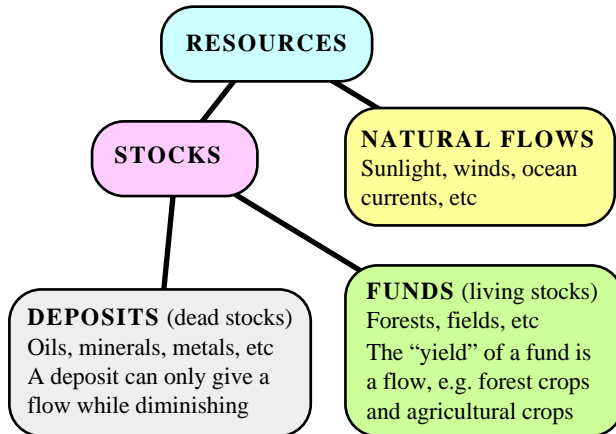 RESOURCES
STOCKS
NATURAL FLOWS
Sunlight, winds, ocean
currents, etc
DEPOSITS (dead stocks)
Oils, minerals, metals, etc
A deposit can only give a
flow while diminishing
FUNDS (living stocks)
Forests, fields, etc
The “yield” of a fund is
a flow, e.g. forest crops
and agricultural crops